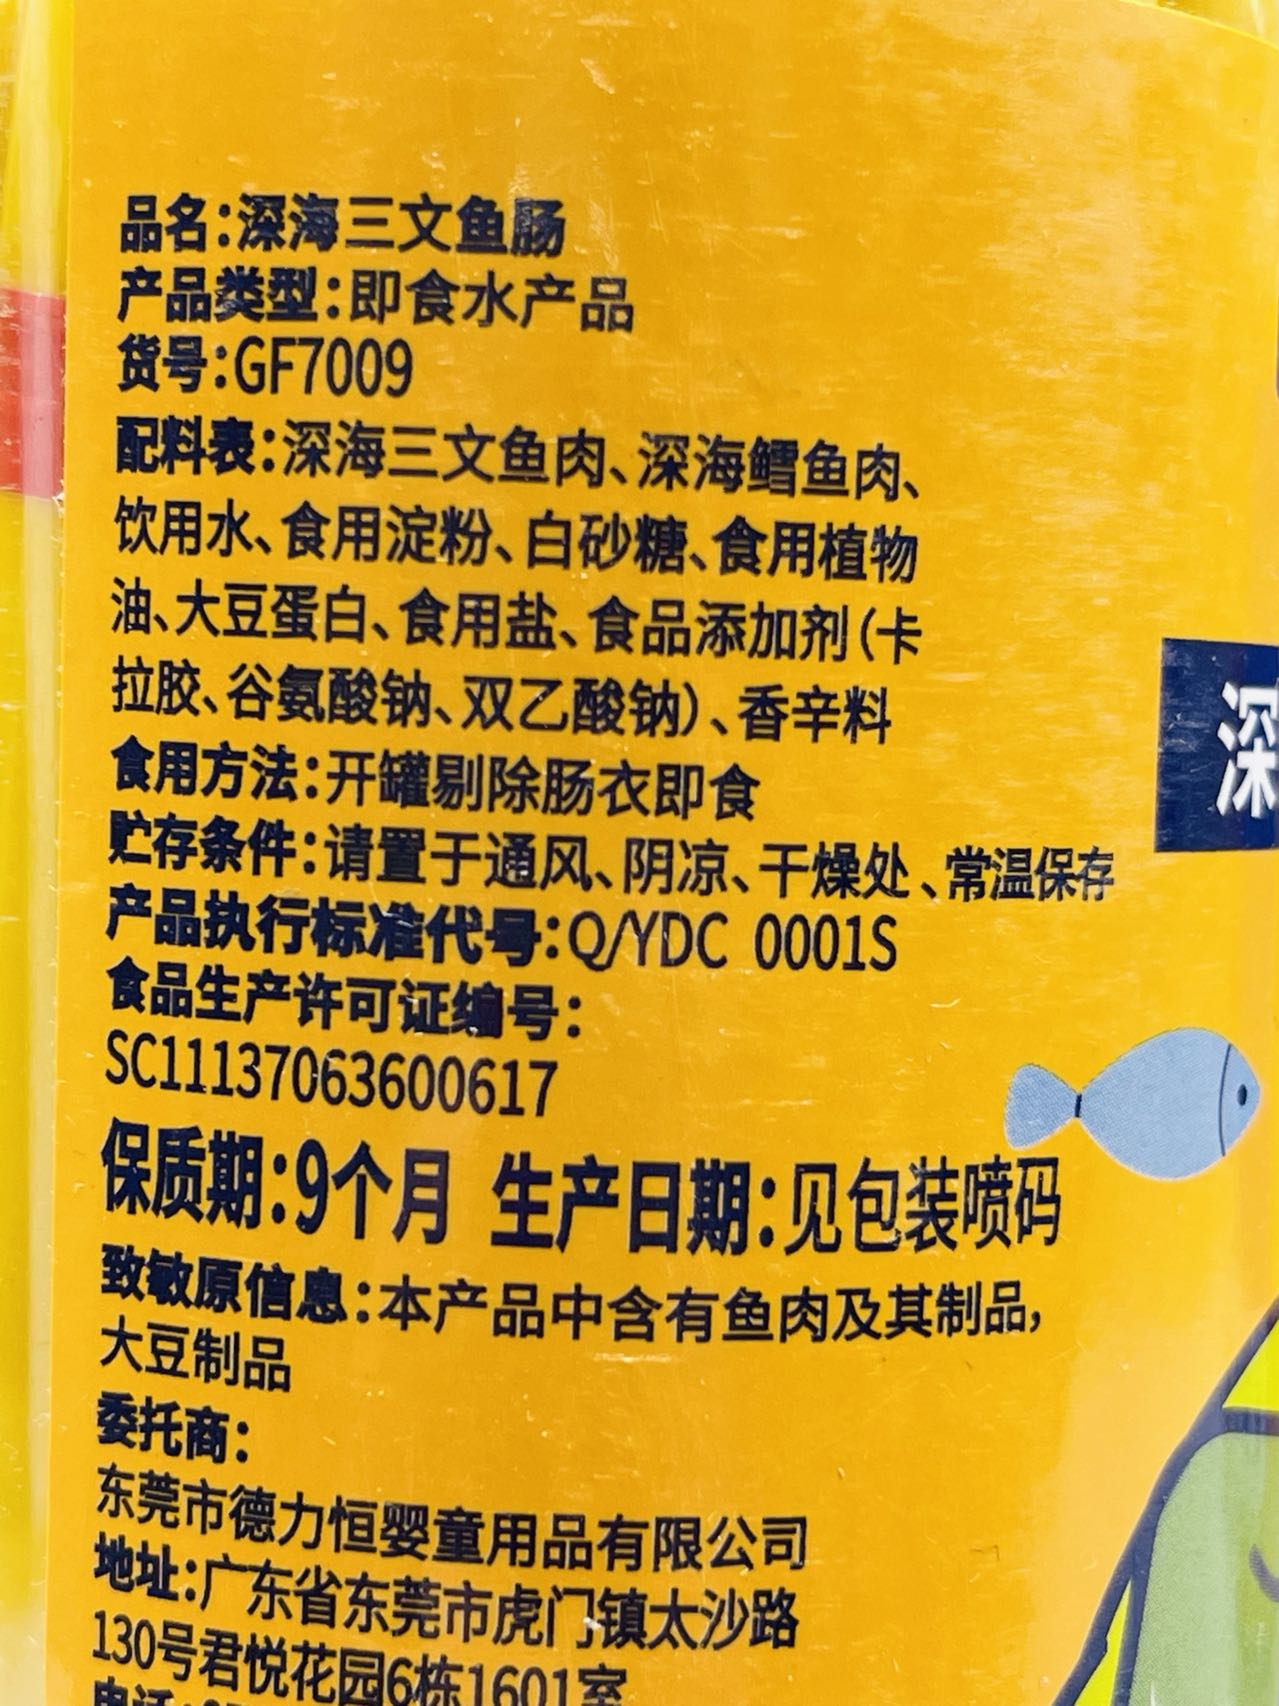 品名:深海三文鱼肠
产品类型:即食水产品
货号:GF7009
配料表:深海三文鱼肉、深海鳕鱼肉、
饮用水、食用淀粉、白砂糖、食用植物
油、大豆蛋白、食用盐、食品添加剂(卡
拉胶、谷氨酸钠、双乙酸钠)、香辛料
食用方法:开罐剔除肠衣即食
贮存条件:请置于通风、阴凉、干燥处、常温保存
产品执行标准代号:Q/YDC 0001S
食品生产许可证编号:
SC11137063600617
保质期:9个月 生产日期:见包装喷码
致敏原信息:本产品中含有鱼肉及其制品,
大豆制品
委托商:
东莞市德力恒婴童用品有限公司
地址:广东省东莞市虎门镇太沙路
130号君悦花园6栋1601室
电话:
深